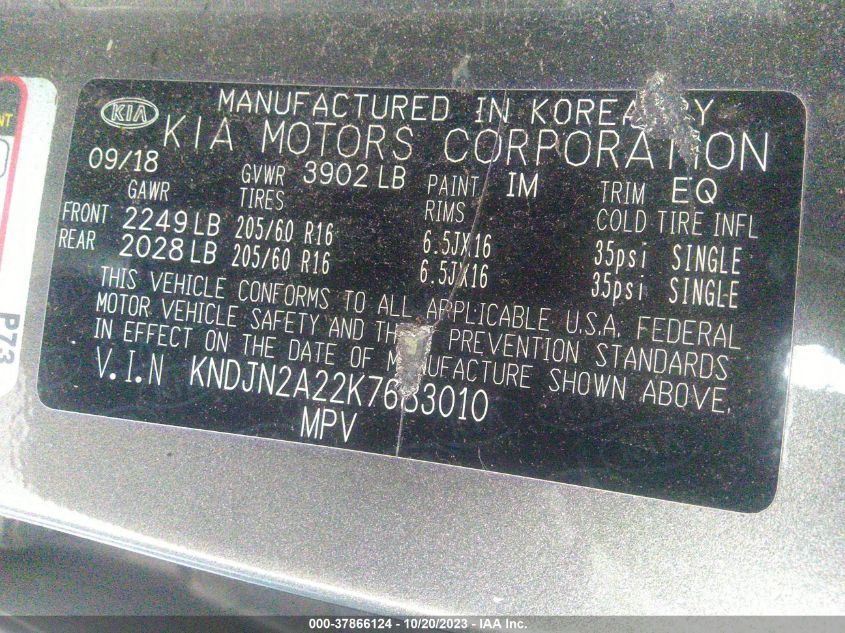 KIA
MANUFACTURED IN KOREA BY
KIA MOTORS CORPORATION
09/18 GVWR 3902 LB PAINT IM TRIM EQ
GAWR TIRES RIMS COLD TIRE INFL
FRONT 2249 LB 205/60 R16 6.5JX16 35psi SINGLE
REAR 2028 LB 205/60 R16 6.5JX16 35psi SINGLE
THIS VEHICLE CONFORMS TO ALL APPLICABLE U.S.A. FEDERAL
MOTOR VEHICLE SAFETY AND PREVENTION STANDARDS
IN EFFECT ON THE DATE OF MANUFACTURE SHOWN ABOVE.
V.I.N KNDJN2A22K7683010
MPV
P73
000-37866124 - 10/20/2023 - IAA Inc.